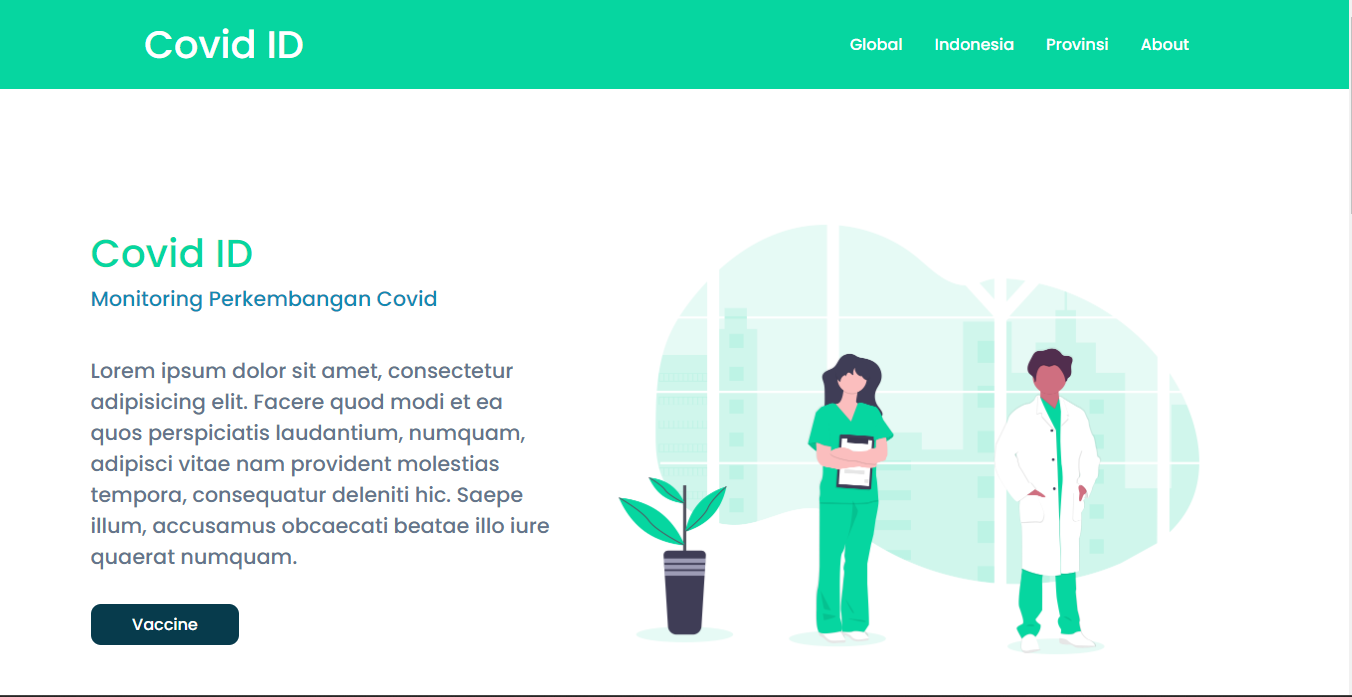 Covid ID
Global Indonesia Provinsi About
Covid ID
Monitoring Perkembangan Covid
Lorem ipsum dolor sit amet, consectetur
adipisicing elit. Facere quod modi et ea
quos perspiciatis laudantium, numquam,
adipisci vitae nam provident molestias
tempora, consequatur deleniti hic. Saepe
illum, accusamus obcaecati beatae illo iure
quaerat numquam.
Vaccine